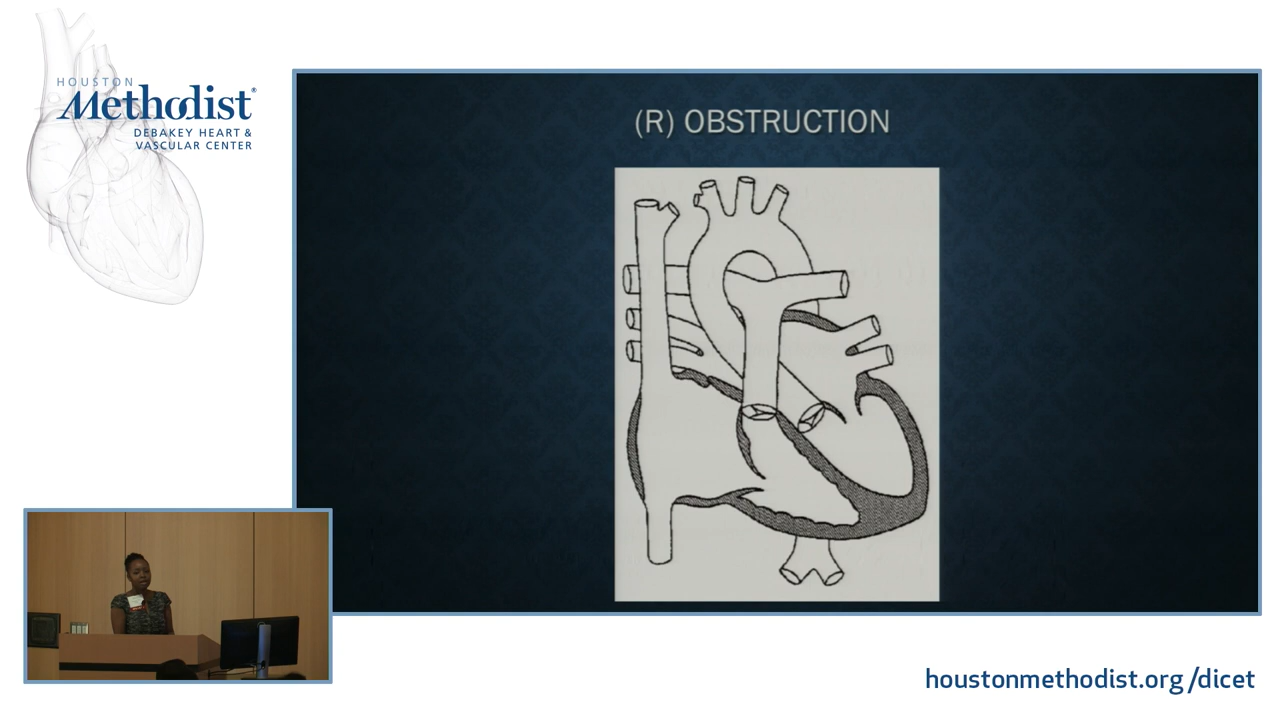 HOUSTON
Methodist®
DEBAKEY HEART &
VASCULAR CENTER
(R) OBSTRUCTION
houstonmethodist.org/dicet